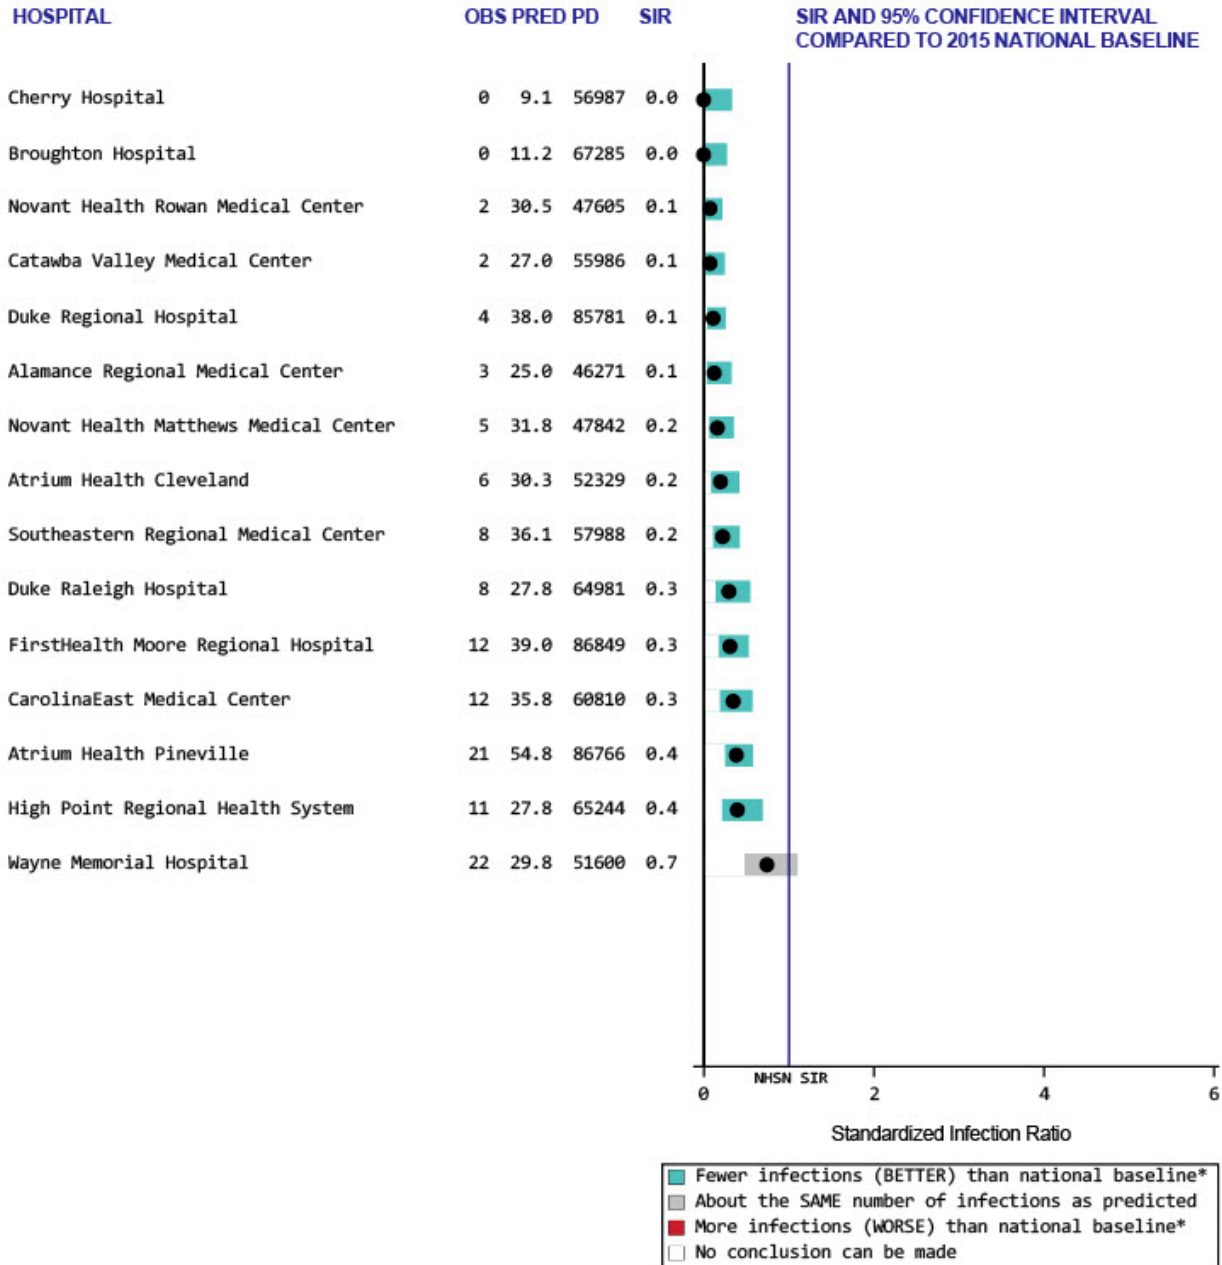 HOSPITAL OBS PRED PD SIR SIR AND 95% CONFIDENCE INTERVAL
COMPARED TO 2015 NATIONAL BASELINE
Cherry Hospital 0 9.1 56987 0.0
Broughton Hospital 0 11.2 67285 0.0
Novant Health Rowan Medical Center 2 30.5 47605 0.1
Catawba Valley Medical Center 2 27.0 55986 0.1
Duke Regional Hospital 4 38.0 85781 0.1
Alamance Regional Medical Center 3 25.0 46271 0.1
Novant Health Matthews Medical Center 5 31.8 47842 0.2
Atrium Health Cleveland 6 30.3 52329 0.2
Southeastern Regional Medical Center 8 36.1 57988 0.2
Duke Raleigh Hospital 8 27.8 64981 0.3
FirstHealth Moore Regional Hospital 12 39.0 86849 0.3
CarolinaEast Medical Center 12 35.8 60810 0.3
Atrium Health Pineville 21 54.8 86766 0.4
High Point Regional Health System 11 27.8 65244 0.4
Wayne Memorial Hospital 22 29.8 51600 0.7
NHSN SIR
0 2 4 6
Standardized Infection Ratio
Fewer infections (BETTER) than national baseline*
About the SAME number of infections as predicted
More infections (WORSE) than national baseline*
No conclusion can be made